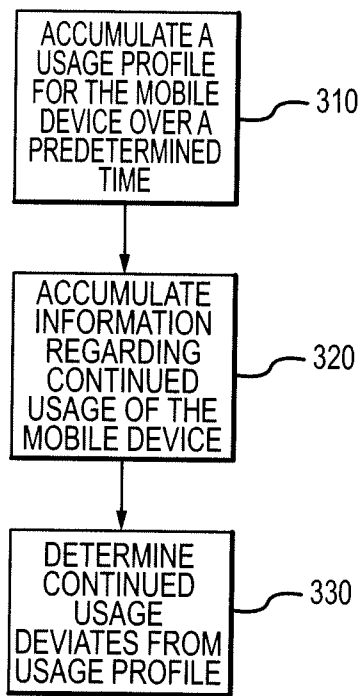 ACCUMULATE A
USAGE PROFILE
FOR THE MOBILE
DEVICE OVER A
PREDETERMINED
TIME
310
ACCUMULATE
INFORMATION
REGARDING
CONTINUED
USAGE OF THE
MOBILE DEVICE
320
DETERMINE
CONTINUED
USAGE
DEVIATES FROM
USAGE PROFILE
330